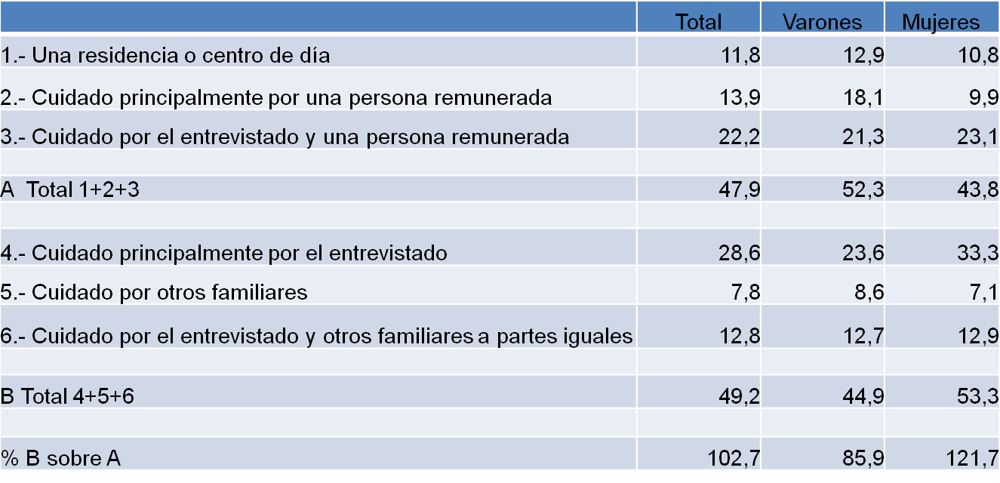 Total Varones Mujeres
1.- Una residencia o centro de día 11,8 12,9 10,8
2.- Cuidado principalmente por una persona remunerada 13,9 18,1 9,9
3.- Cuidado por el entrevistado y una persona remunerada 22,2 21,3 23,1
A Total 1+2+3 47,9 52,3 43,8
4.- Cuidado principalmente por el entrevistado 28,6 23,6 33,3
5.- Cuidado por otros familiares 7,8 8,6 7,1
6.- Cuidado por el entrevistado y otros familiares a partes iguales 12,8 12,7 12,9
B Total 4+5+6 49,2 44,9 53,3
% B sobre A 102,7 85,9 121,7